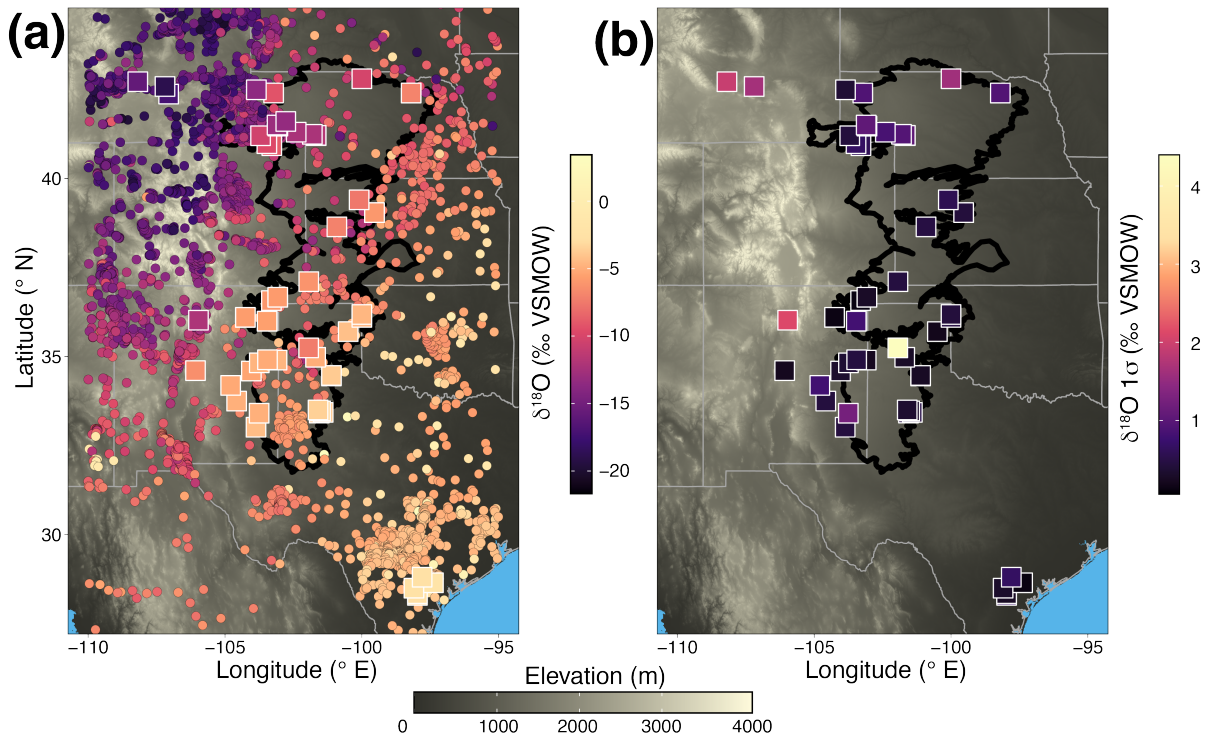 (a)
(b)
40
35
30
Latitude (° N)
−110
−105
−100
−95
Longitude (° E)
0
−5
−10
−15
−20
δ18O (‰ VSMOW)
−110
−105
−100
−95
Longitude (° E)
4
3
2
1
δ18O 1σ (‰ VSMOW)
Elevation (m)
0 1000 2000 3000 4000